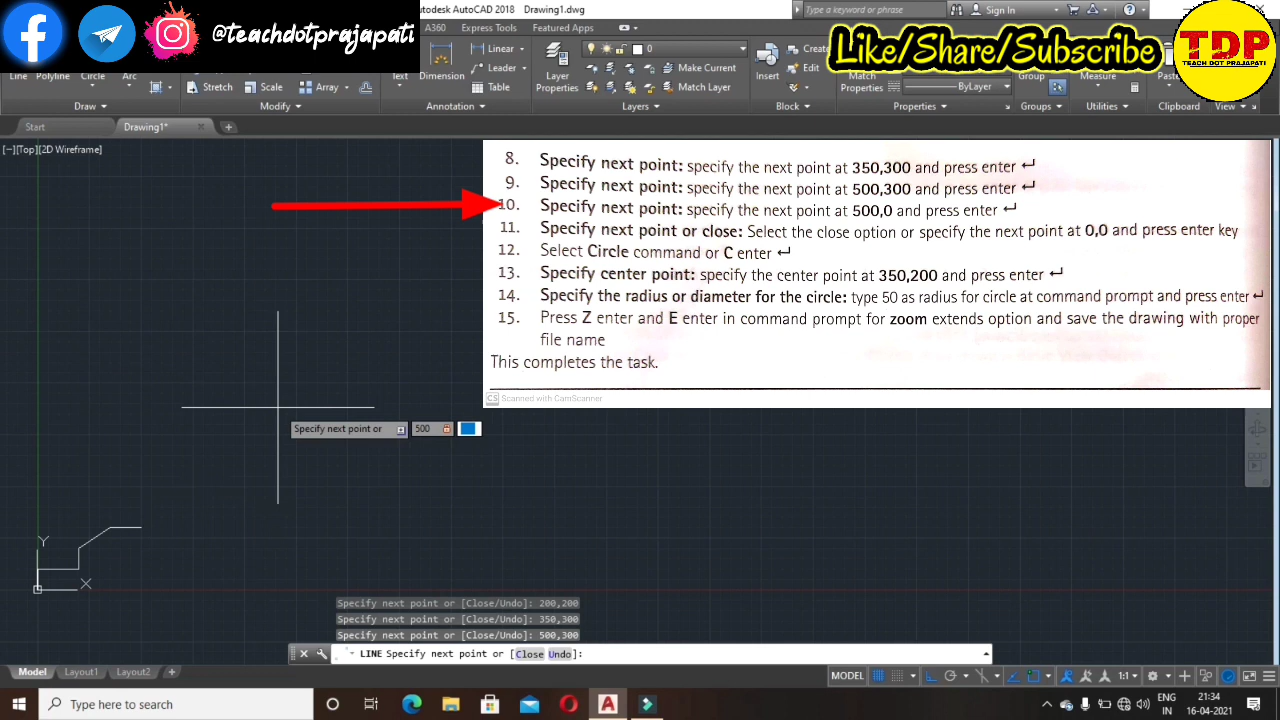 @teachdotprajapati
utodesk AutoCAD 2018 Drawing1.dwg
Type a keyword or phrase
Sign In
Like/Share/Subscribe
TDP
TEACH DOT PRAJAPATI
A360 Express Tools Featured Apps
Linear
0
Create
Make Current
Line Polyline Circle Arc
Dimension
Layer
Properties
Insert
Edit
Match
Properties
Group
Measure
Paste
Stretch Scale Array
Table
Match Layer
ByLayer
Draw Modify Annotation Layers Block Properties Groups Utilities Clipboard View
Start Drawing1*
[−][Top][2D Wireframe]
8. Specify next point: specify the next point at 350,300 and press enter ↵
9. Specify next point: specify the next point at 500,300 and press enter ↵
10. Specify next point: specify the next point at 500,0 and press enter ↵
11. Specify next point or close: Select the close option or specify the next point at 0,0 and press enter key
12. Select Circle command or C enter ↵
13. Specify center point: specify the center point at 350,200 and press enter ↵
14. Specify the radius or diameter for the circle: type 50 as radius for circle at command prompt and press enter ↵
15. Press Z enter and E enter in command prompt for zoom extends option and save the drawing with proper
file name
This completes the task.
CS Scanned with CamScanner
Specify next point or 500
Y
X
Specify next point or [Close/Undo]: 200,200
Specify next point or [Close/Undo]: 350,300
Specify next point or [Close/Undo]: 500,300
LINE Specify next point or [Close Undo]:
Model Layout1 Layout2 +
MODEL
1:1
Type here to search
ENG
IN
21:34
16-04-2021